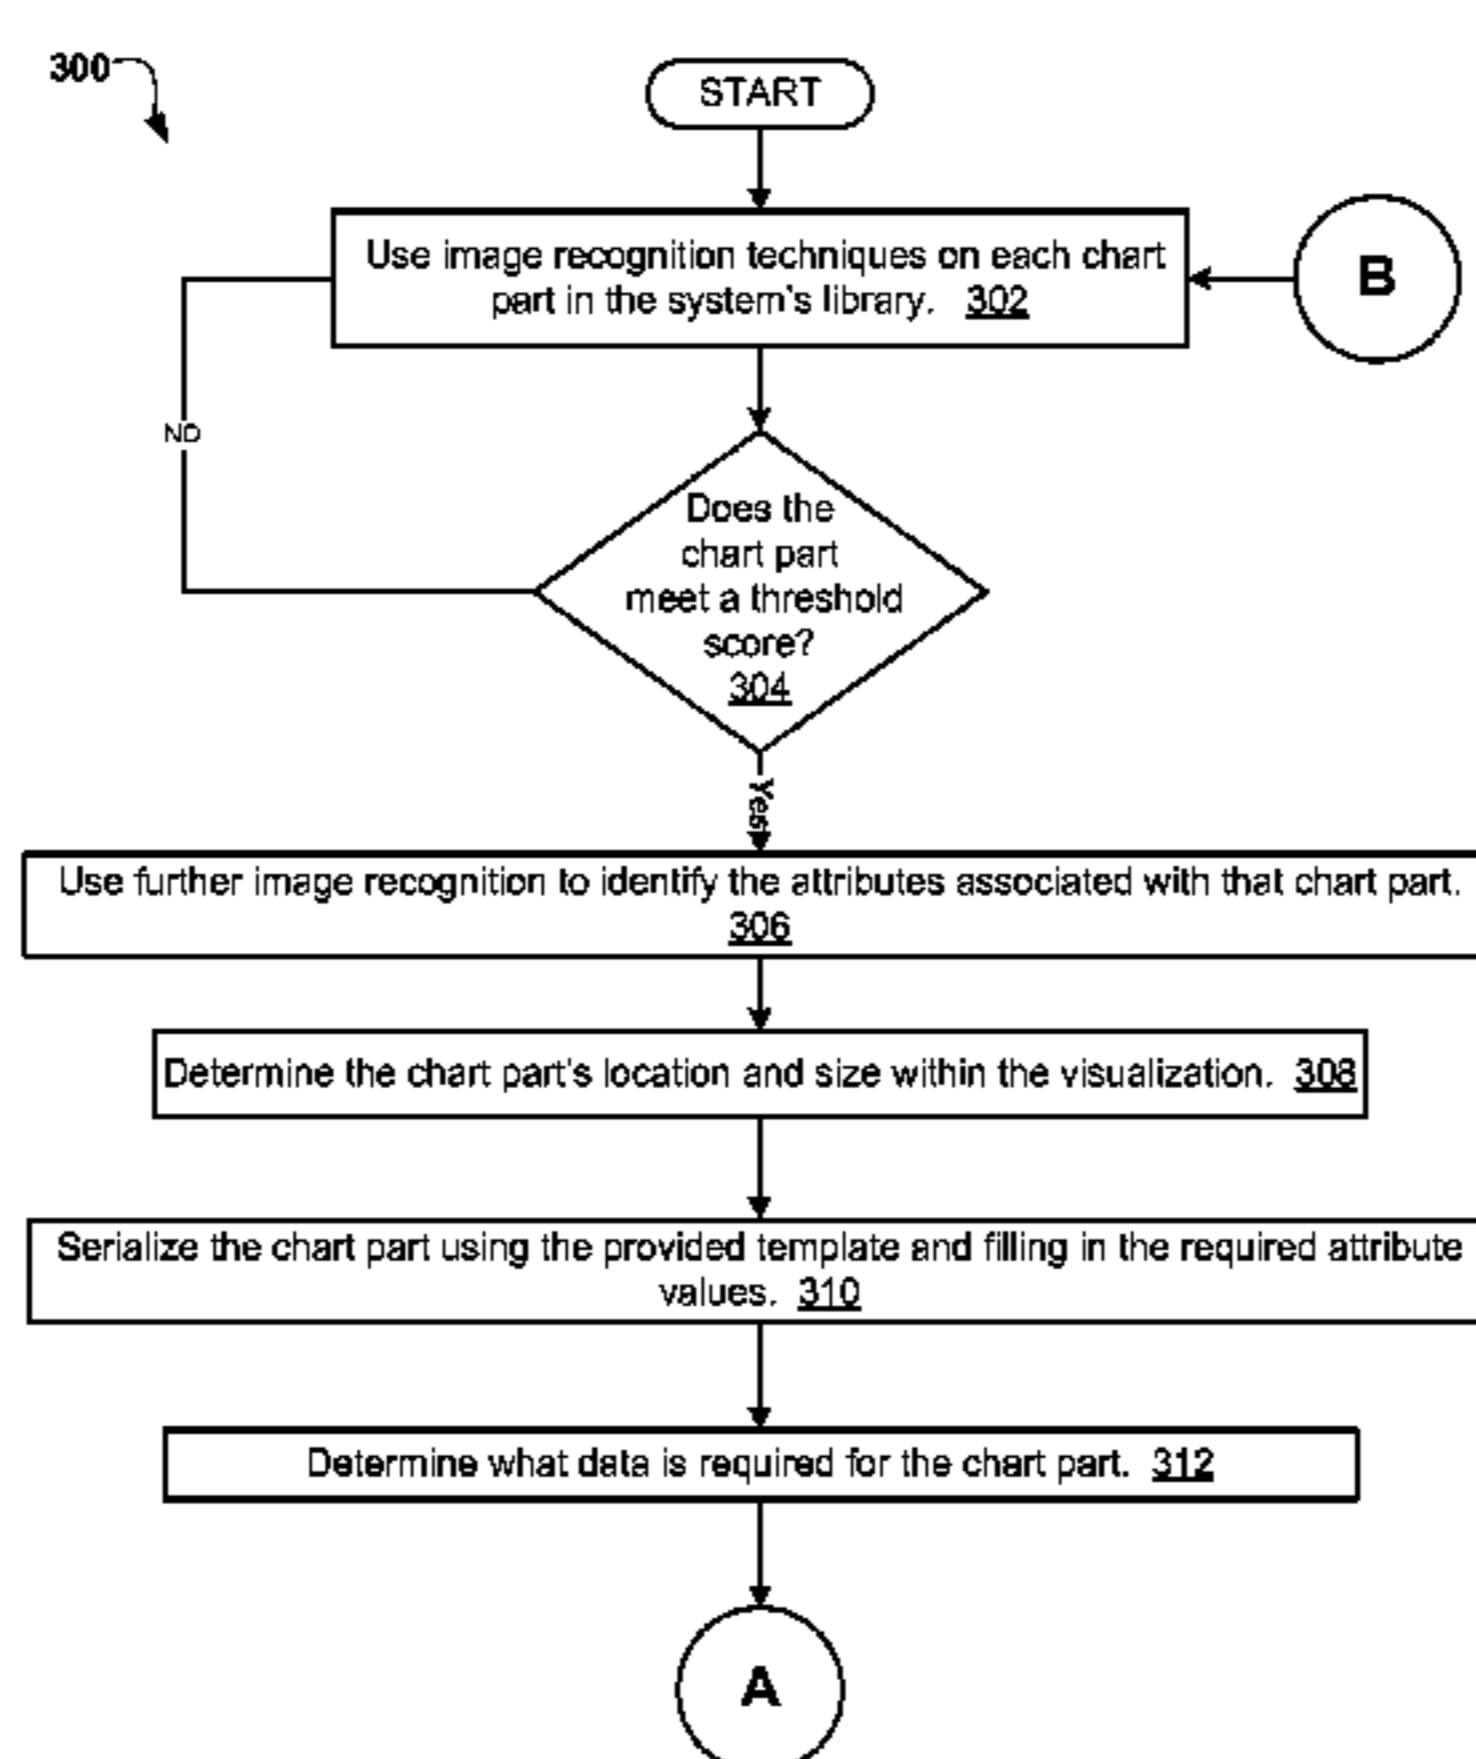 300
START
Use image recognition techniques on each chart
part in the system's library. 302
B
NO
Does the
chart part
meet a threshold
score?
304
Yes
Use further image recognition to identify the attributes associated with that chart part.
306
Determine the chart part's location and size within the visualization. 308
Serialize the chart part using the provided template and filling in the required attribute
values. 310
Determine what data is required for the chart part. 312
A